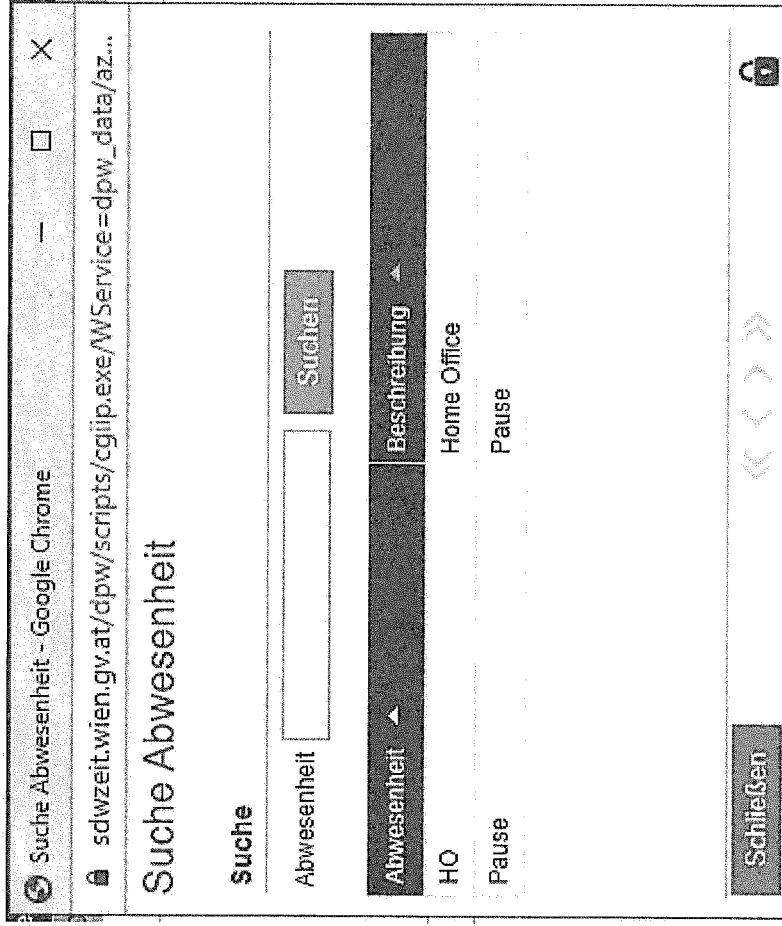 Suche Abwesenheit - Google Chrome
sdwzeit.wien.gv.at/dpw/scripts/cgiip.exe/WService=dpw_data/az...
Suche Abwesenheit
Suche
Abwesenheit Suchen
Abwesenheit Beschreibung
HO Home Office
Pause Pause
Schließen